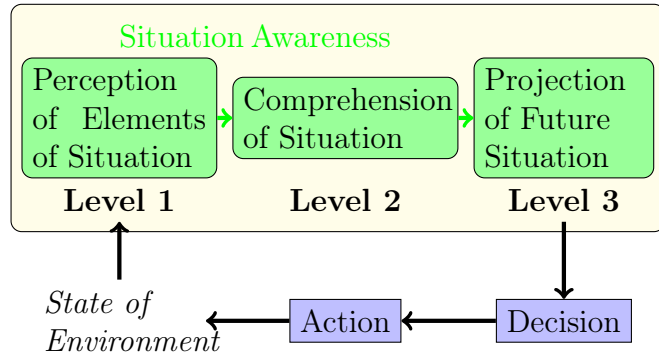 Situation Awareness
Perception
of Elements
of Situation
Comprehension
of Situation
Projection
of Future
Situation
Level 1
Level 2
Level 3
State of
Environment
Action
Decision